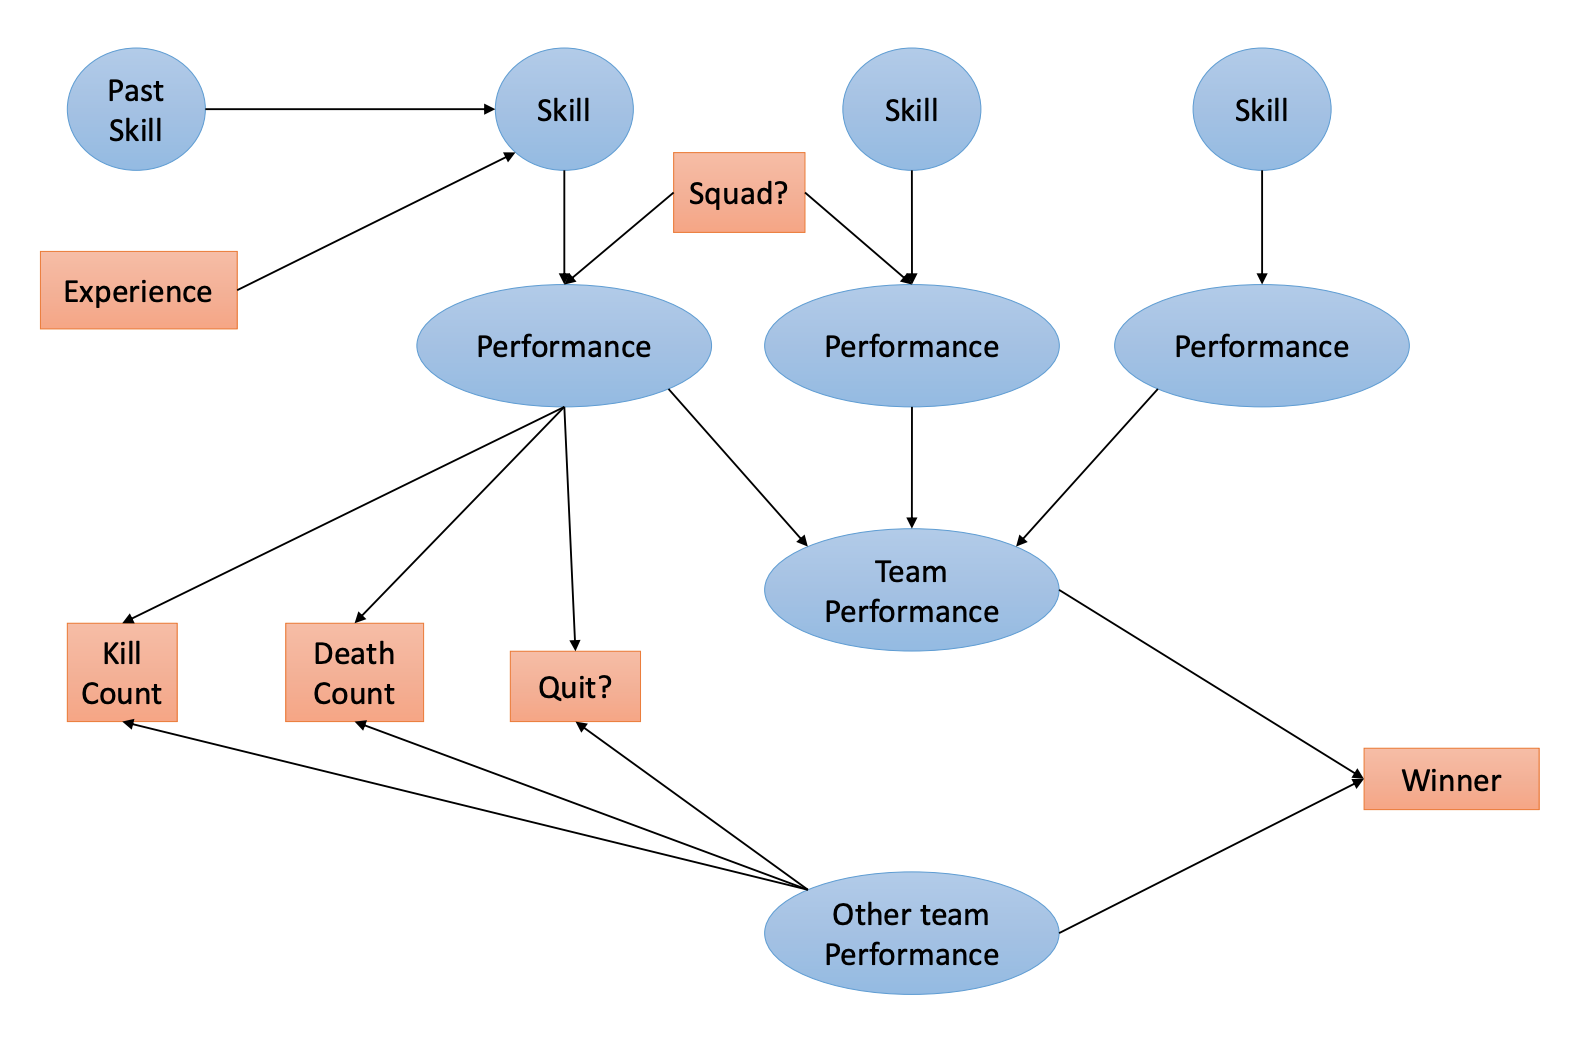 Past
Skill
Skill
Skill
Skill
Squad?
Experience
Performance
Performance
Performance
Team
Performance
Kill
Count
Death
Count
Quit?
Winner
Other team
Performance